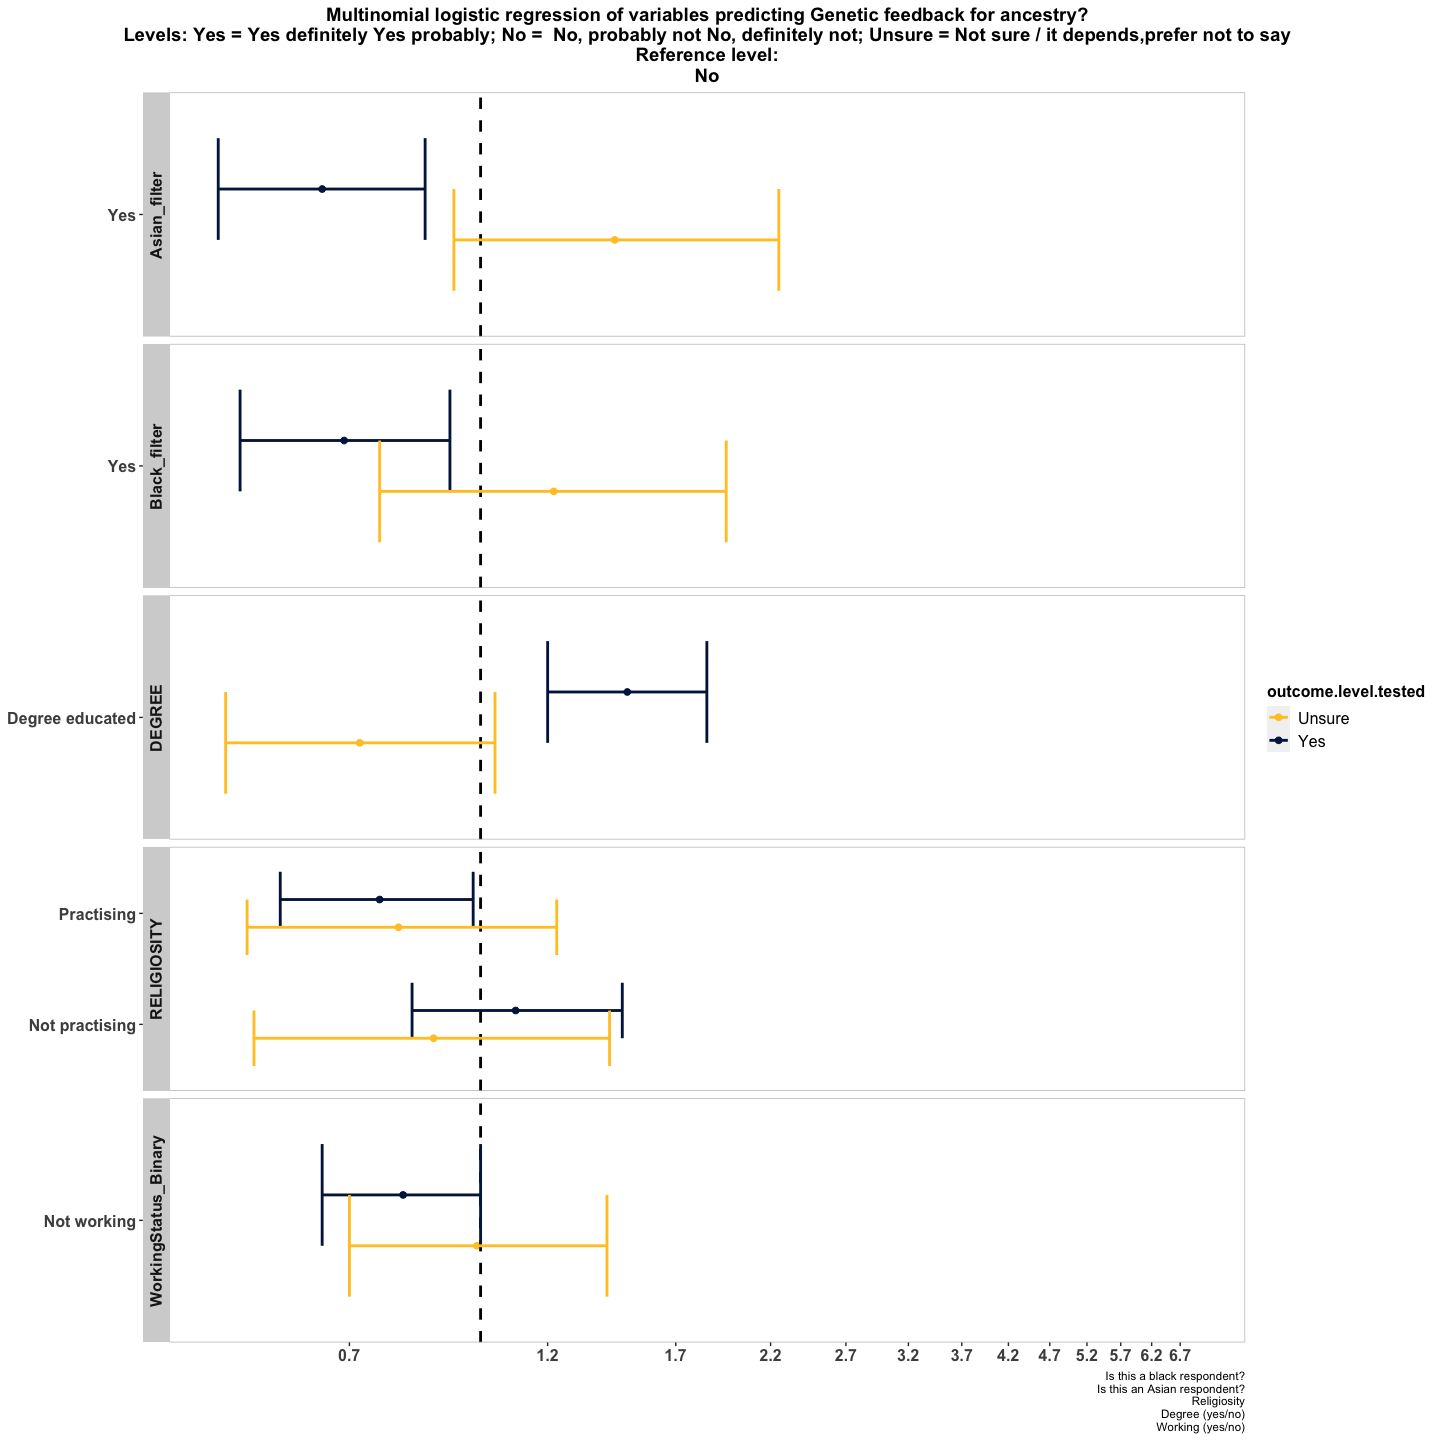 Multinomial logistic regression of variables predicting Genetic feedback for ancestry?
Levels: Yes = Yes definitely Yes probably; No =  No, probably not No, definitely not; Unsure = Not sure / it depends,prefer not to say
Reference level:
No
Asian_filter
Yes
Black_filter
Yes
DEGREE
Degree educated
RELIGIOSITY
Practising
Not practising
WorkingStatus_Binary
Not working
outcome.level.tested
Unsure
Yes
0.7 1.2 1.7 2.2 2.7 3.2 3.7 4.2 4.7 5.2 5.7 6.2 6.7
Is this a black respondent?
Is this an Asian respondent?
Religiosity
Degree (yes/no)
Working (yes/no)